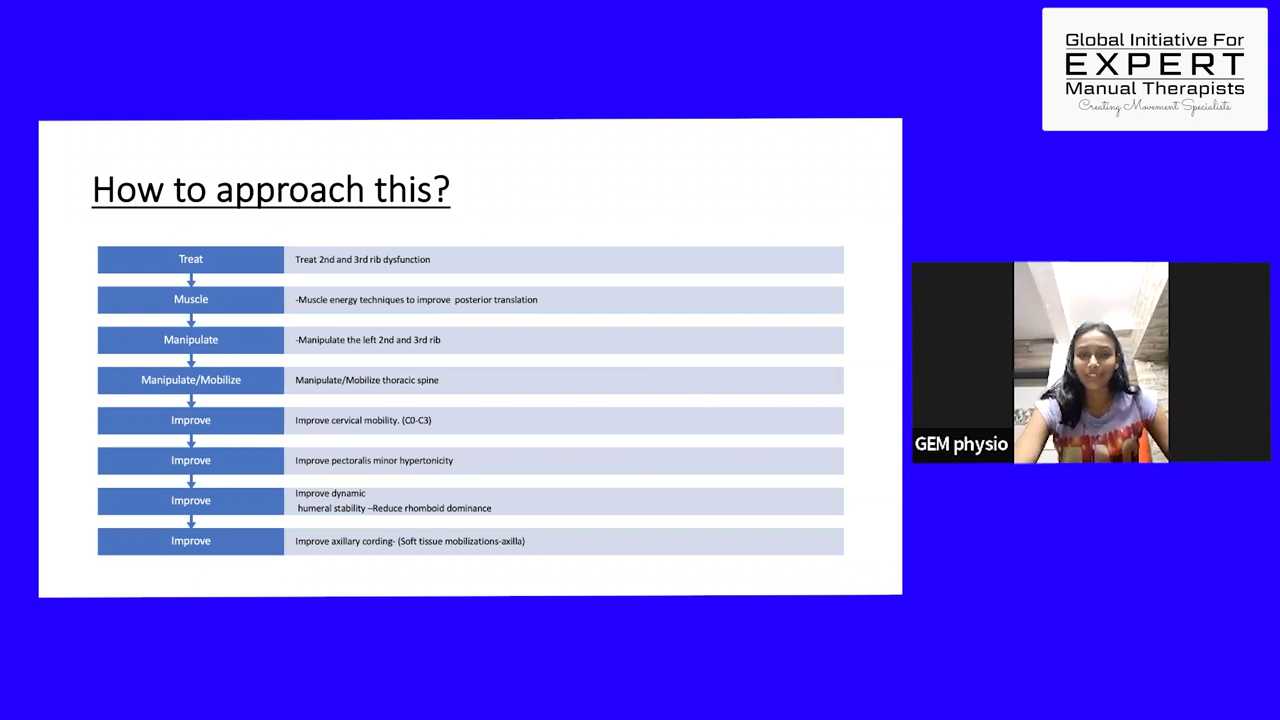 Global Initiative For
EXPERT
Manual Therapists
Creating Movement Specialists
How to approach this?
Treat
Treat 2nd and 3rd rib dysfunction
Muscle
-Muscle energy techniques to improve posterior translation
Manipulate
-Manipulate the left 2nd and 3rd rib
Manipulate/Mobilize
Manipulate/Mobilize thoracic spine
Improve
Improve cervical mobility. (C0-C3)
Improve
Improve pectoralis minor hypertonicity
Improve
Improve dynamic
humeral stability –Reduce rhomboid dominance
Improve
Improve axillary cording- (Soft tissue mobilizations-axilla)
GEM physio